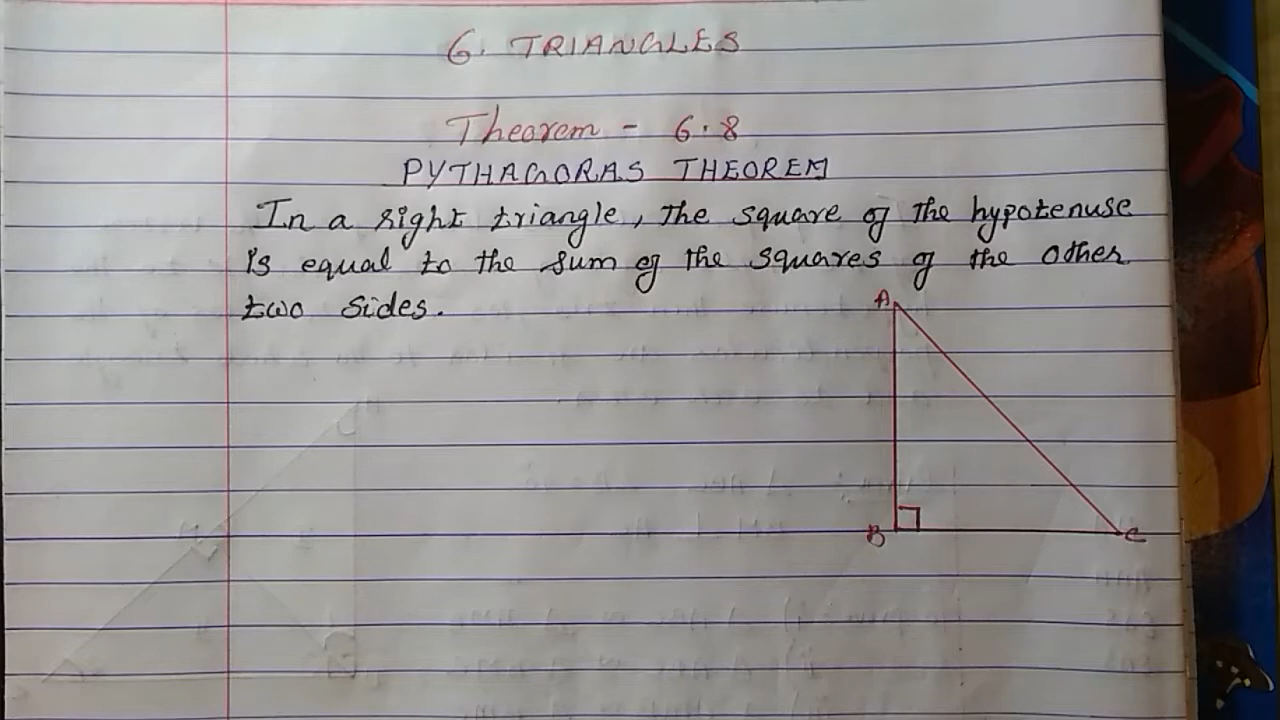 6. TRIANGLES
Theorem - 6.8
PYTHAGORAS THEOREM
In a right triangle, the square of the hypotenuse
is equal to the sum of the squares of the other
two sides.
A
B
C